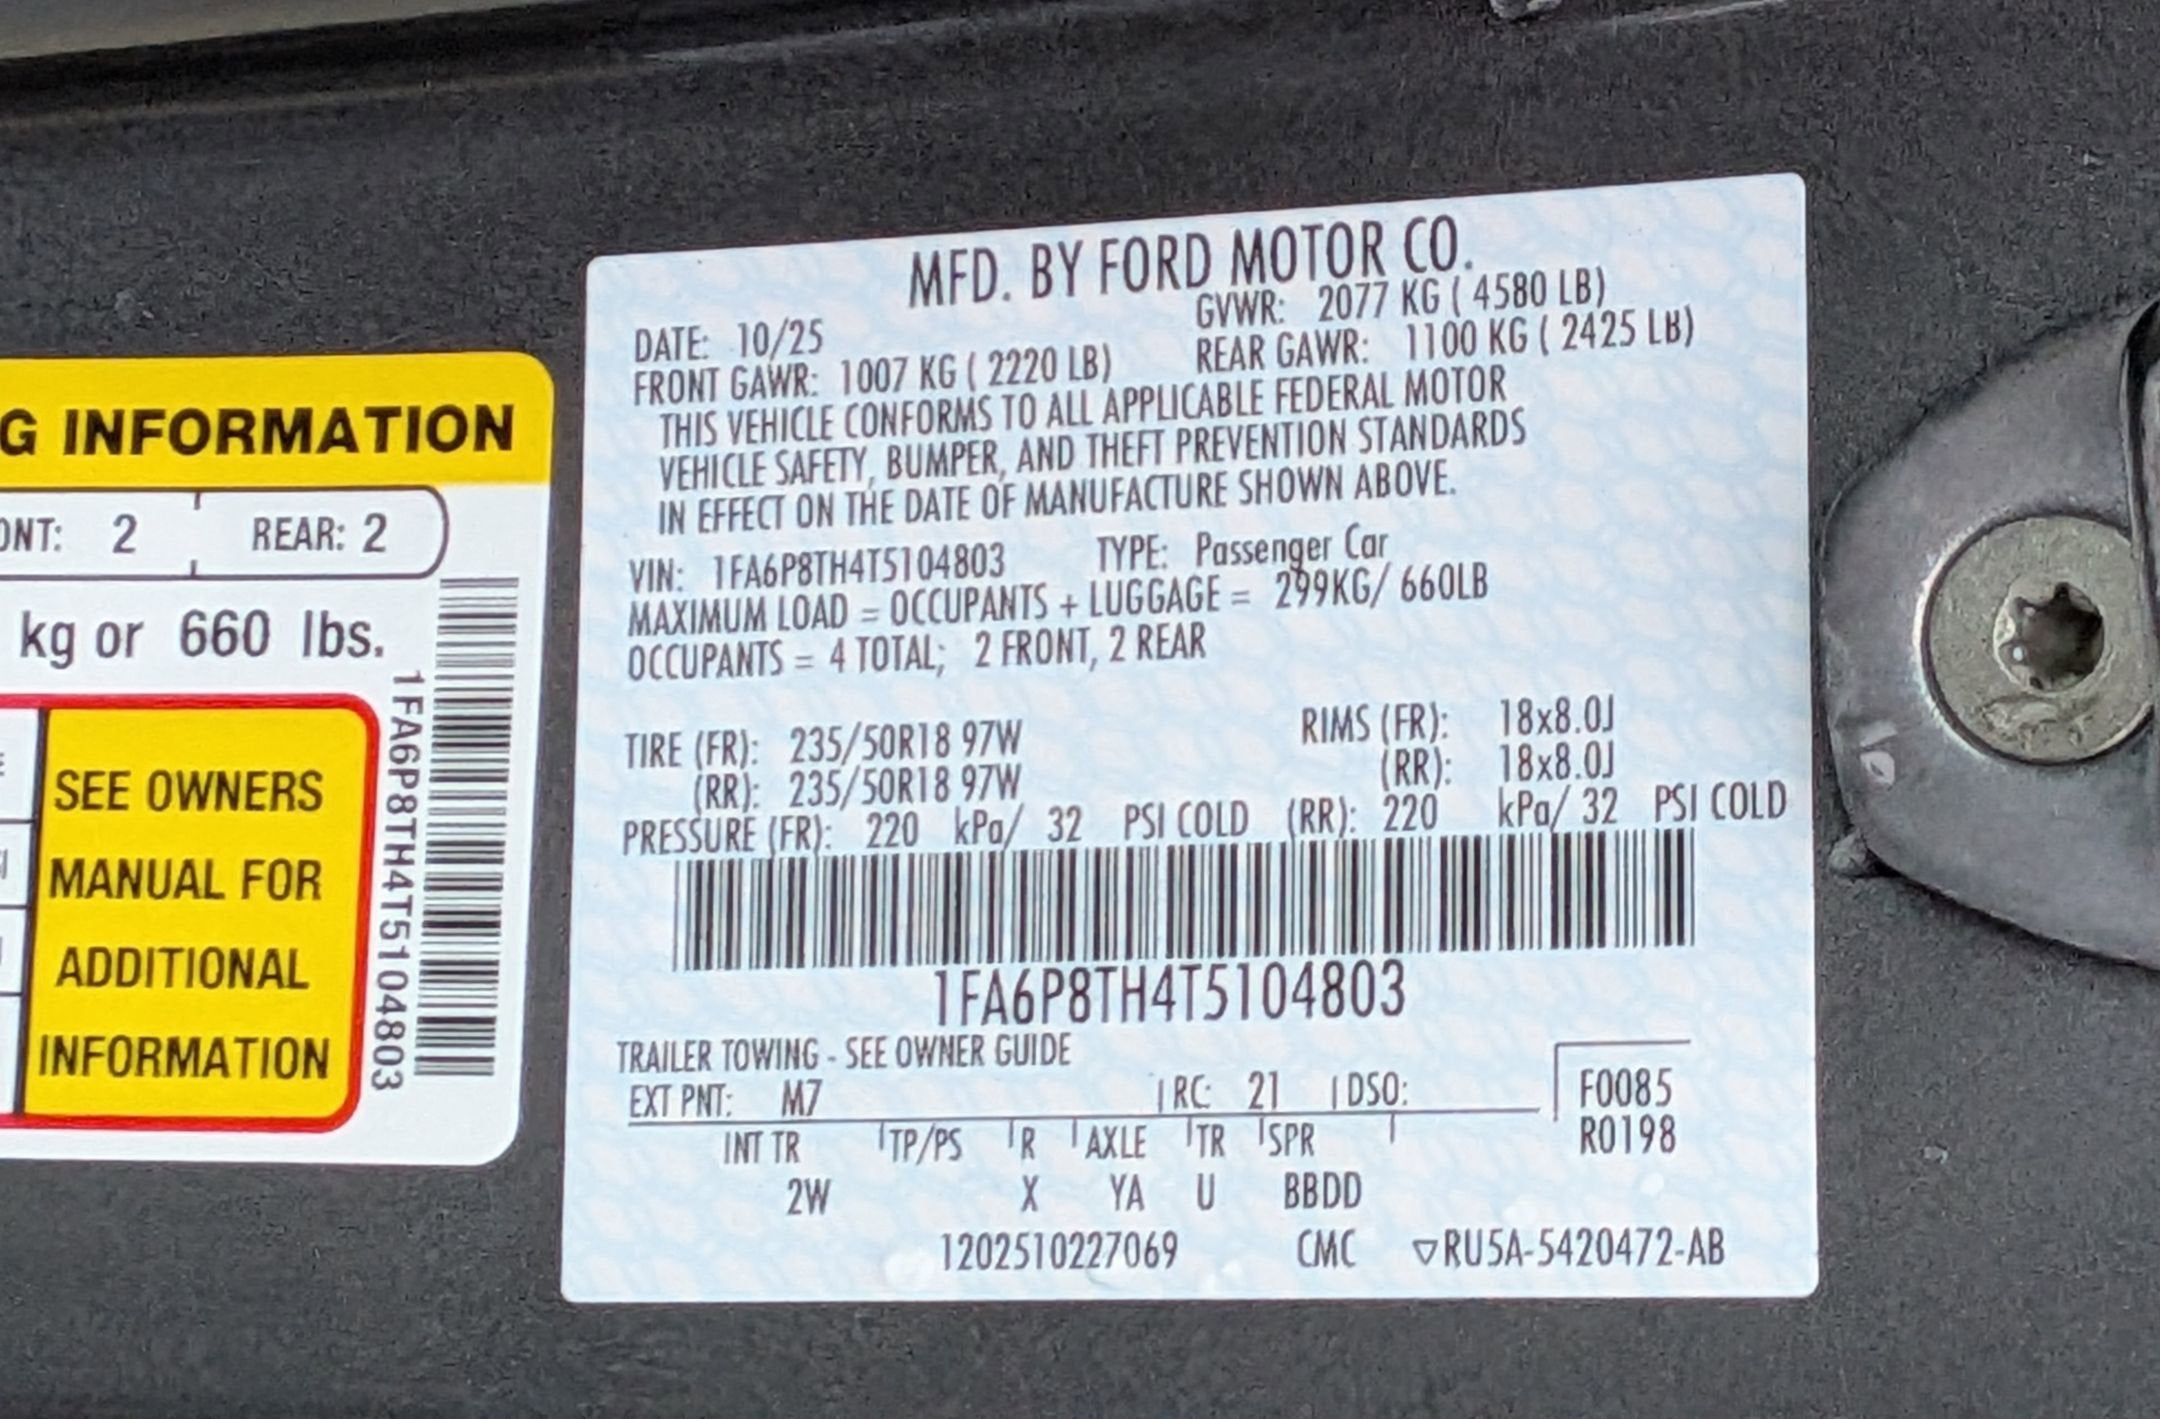 G INFORMATION
ONT: 2 REAR: 2
kg or 660 lbs.
SEE OWNERS
MANUAL FOR
ADDITIONAL
INFORMATION
1FA6P8TH4T5104803
MFD. BY FORD MOTOR CO.
DATE: 10/25 GVWR: 2077 KG ( 4580 LB)
FRONT GAWR: 1007 KG ( 2220 LB) REAR GAWR: 1100 KG ( 2425 LB)
THIS VEHICLE CONFORMS TO ALL APPLICABLE FEDERAL MOTOR
VEHICLE SAFETY, BUMPER, AND THEFT PREVENTION STANDARDS
IN EFFECT ON THE DATE OF MANUFACTURE SHOWN ABOVE.
VIN: 1FA6P8TH4T5104803 TYPE: Passenger Car
MAXIMUM LOAD = OCCUPANTS + LUGGAGE = 299KG/ 660LB
OCCUPANTS = 4 TOTAL; 2 FRONT, 2 REAR
TIRE (FR): 235/50R18 97W RIMS (FR): 18x8.0J
(RR): 235/50R18 97W (RR): 18x8.0J
PRESSURE (FR): 220 kPa/ 32 PSI COLD (RR): 220 kPa/ 32 PSI COLD
1FA6P8TH4T5104803
TRAILER TOWING - SEE OWNER GUIDE
EXT PNT: M7 RC: 21 DSO: F0085
R0198
INT TR TP/PS R AXLE TR SPR
2W X YA U BBDD
1202510227069 CMC ▽RU5A-5420472-AB